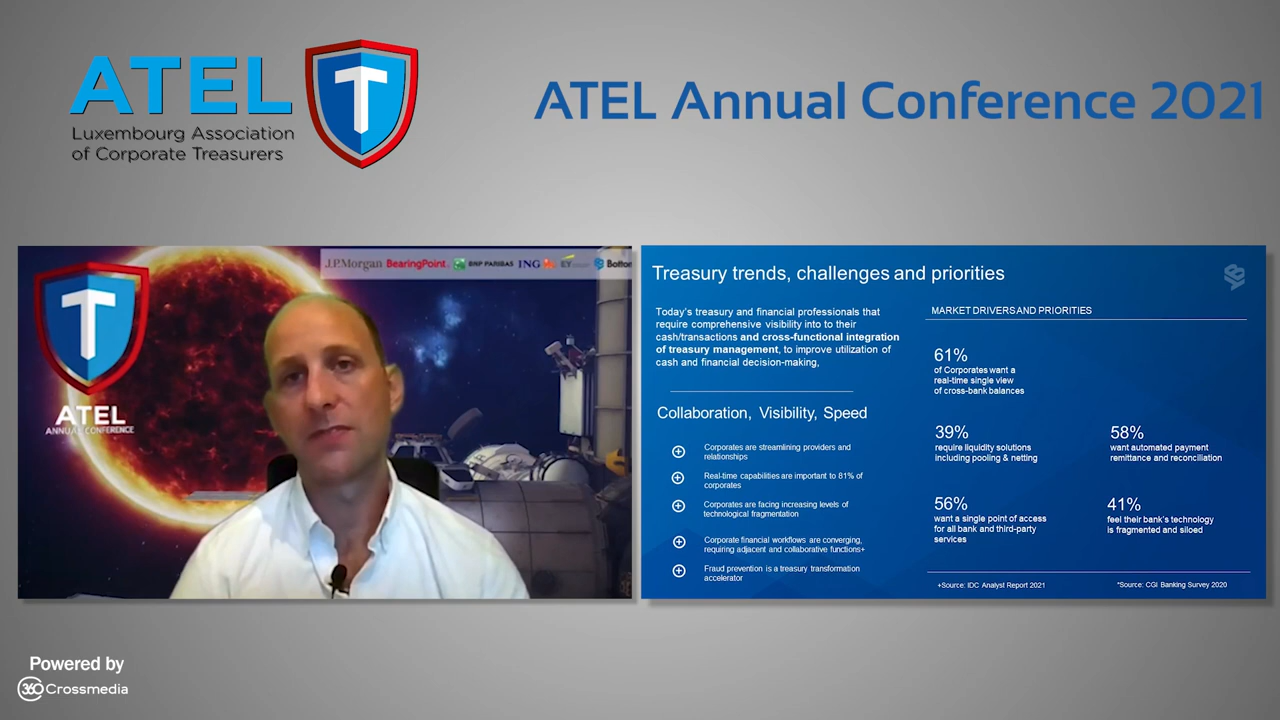 ATEL
Luxembourg Association
of Corporate Treasurers
T
ATEL Annual Conference 2021
J.P.Morgan BearingPoint. BNP PARIBAS ING EY Botto
T
ATEL
ANNUAL CONFERENCE
Treasury trends, challenges and priorities
Today's treasury and financial professionals that
require comprehensive visibility into to their
cash/transactions and cross-functional integration
of treasury management, to improve utilization of
cash and financial decision-making,
Collaboration, Visibility, Speed
Corporates are streamlining providers and
relationships
Real-time capabilities are important to 81% of
corporates
Corporates are facing increasing levels of
technological fragmentation
Corporate financial workflows are converging,
requiring adjacent and collaborative functions+
Fraud prevention is a treasury transformation
accelerator
MARKET DRIVERS AND PRIORITIES
61%
of Corporates want a
real-time single view
of cross-bank balances
39%
require liquidity solutions
including pooling & netting
58%
want automated payment
remittance and reconciliation
56%
want a single point of access
for all bank and third-party
services
41%
feel their bank's technology
is fragmented and siloed
+Source: IDC Analyst Report 2021
*Source: CGI Banking Survey 2020
Powered by
360Crossmedia